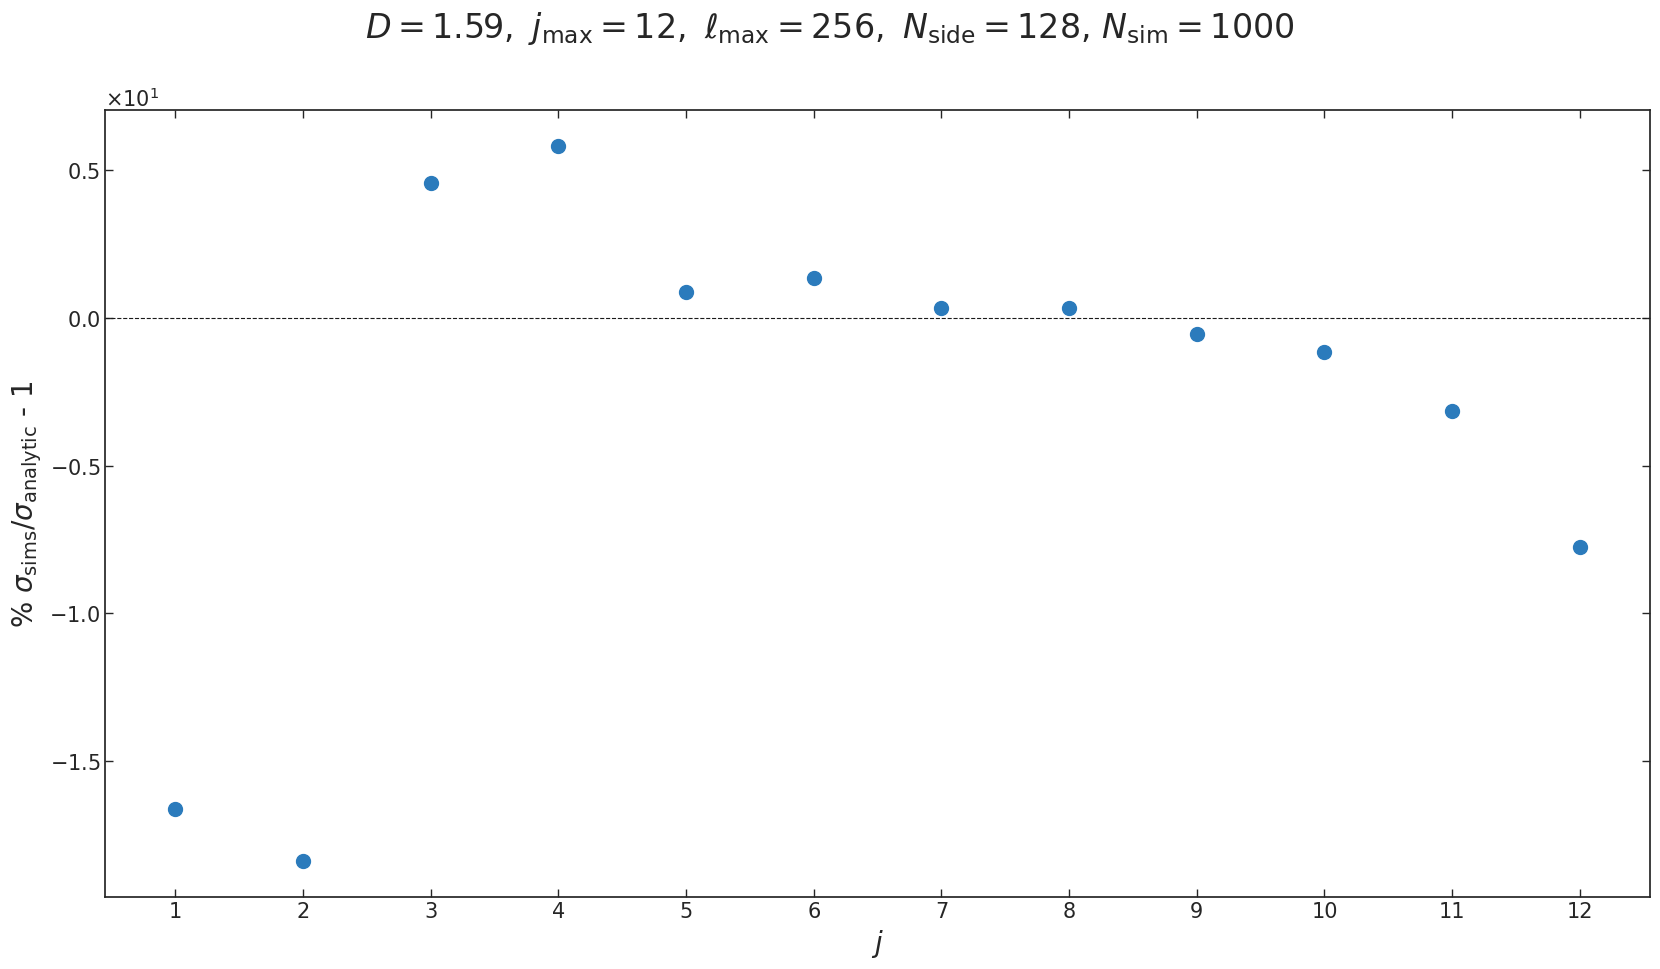 D = 1.59, j_max = 12, ℓ_max = 256, N_side = 128, N_sim = 1000
×10¹
0.5
0.0
−0.5
−1.0
−1.5
% σ_sims/σ_analytic - 1
1 2 3 4 5 6 7 8 9 10 11 12
j